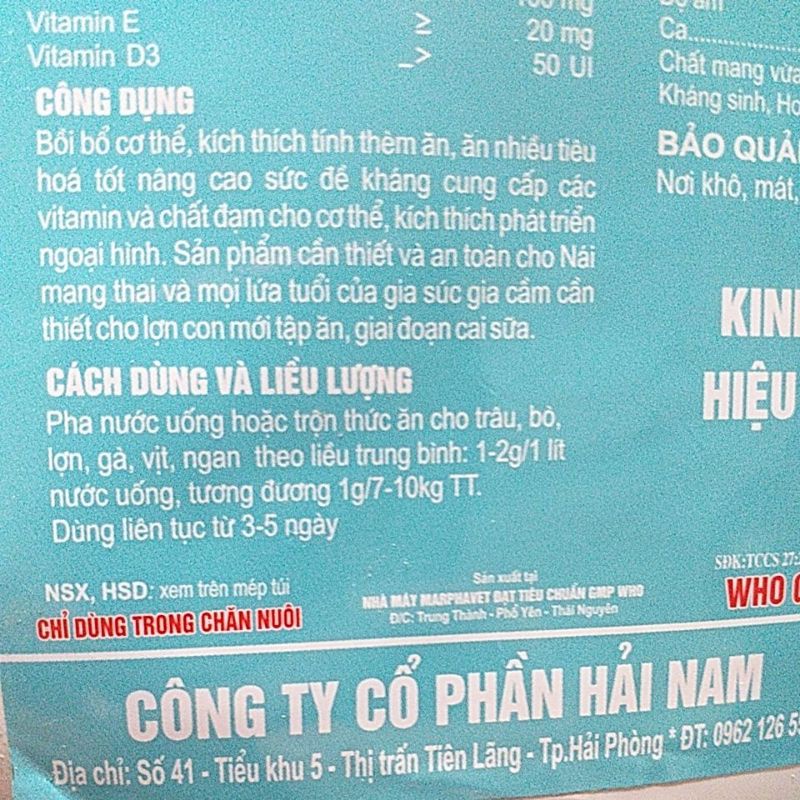 mg
Vitamin E ≥ 20 mg
Vitamin D3 _> 50 UI
CÔNG DỤNG
Bồi bổ cơ thể, kích thích tính thèm ăn, ăn nhiều tiêu
hoá tốt nâng cao sức đề kháng cung cấp các
vitamin và chất đạm cho cơ thể, kích thích phát triển
ngoại hình. Sản phẩm cần thiết và an toàn cho Nái
mang thai và mọi lứa tuổi của gia súc gia cầm cần
thiết cho lợn con mới tập ăn, giai đoạn cai sữa.
CÁCH DÙNG VÀ LIỀU LƯỢNG
Pha nước uống hoặc trộn thức ăn cho trâu, bò,
lợn, gà, vịt, ngan theo liều trung bình: 1-2g/1 lít
nước uống, tương đương 1g/7-10kg TT.
Dùng liên tục từ 3-5 ngày
NSX, HSD: xem trên mép túi
CHỈ DÙNG TRONG CHĂN NUÔI
Sản xuất tại
NHÀ MÁY MARPHAVET ĐẠT TIÊU CHUẨN GMP WHO
Đ/C: Trung Thành - Phổ Yên - Thái Nguyên
Ca..........
Chất mang vừa
Kháng sinh,
BẢO QUẢ
Nơi khô, mát,
KIN
HIỆU
SĐK:TCCS 27:
WHO
CÔNG TY CỔ PHẦN HẢI NAM
Địa chỉ: Số 41 - Tiểu khu 5 - Thị trấn Tiên Lãng - Tp.Hải Phòng * ĐT: 0962 126